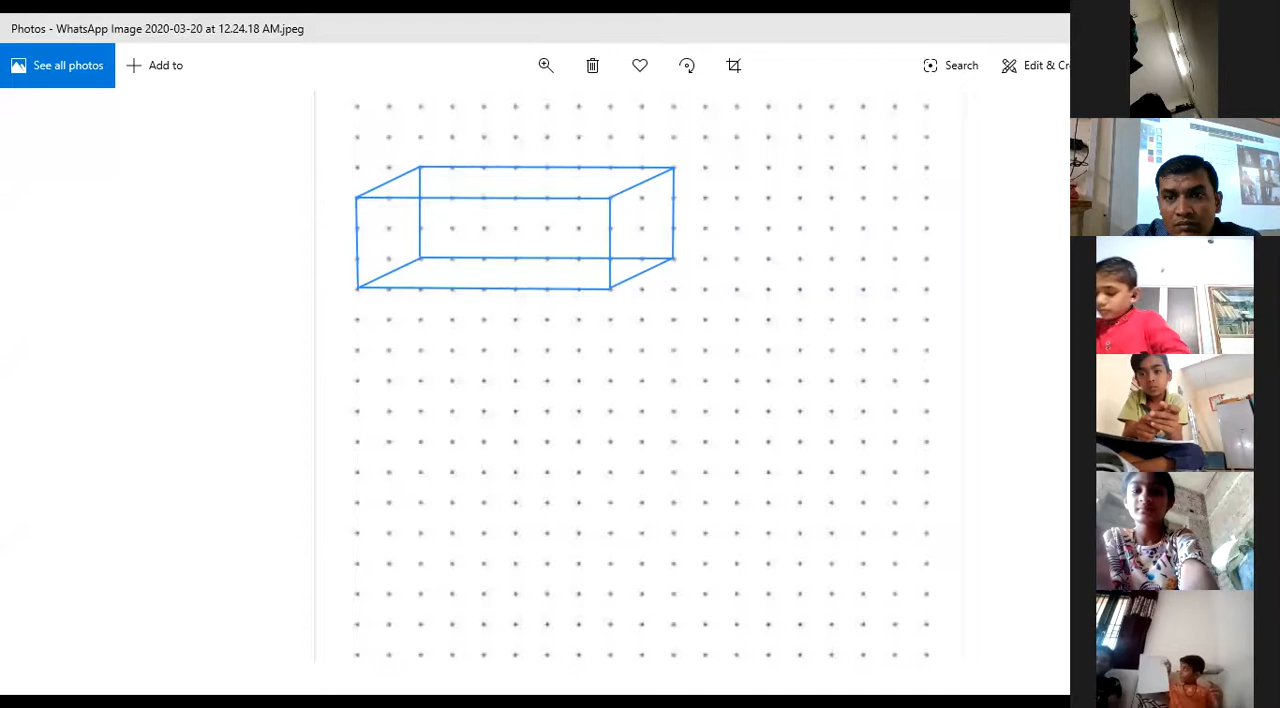 Photos - WhatsApp Image 2020-03-20 at 12.24.18 AM.jpeg
See all photos
Add to
Search
Edit & Cr